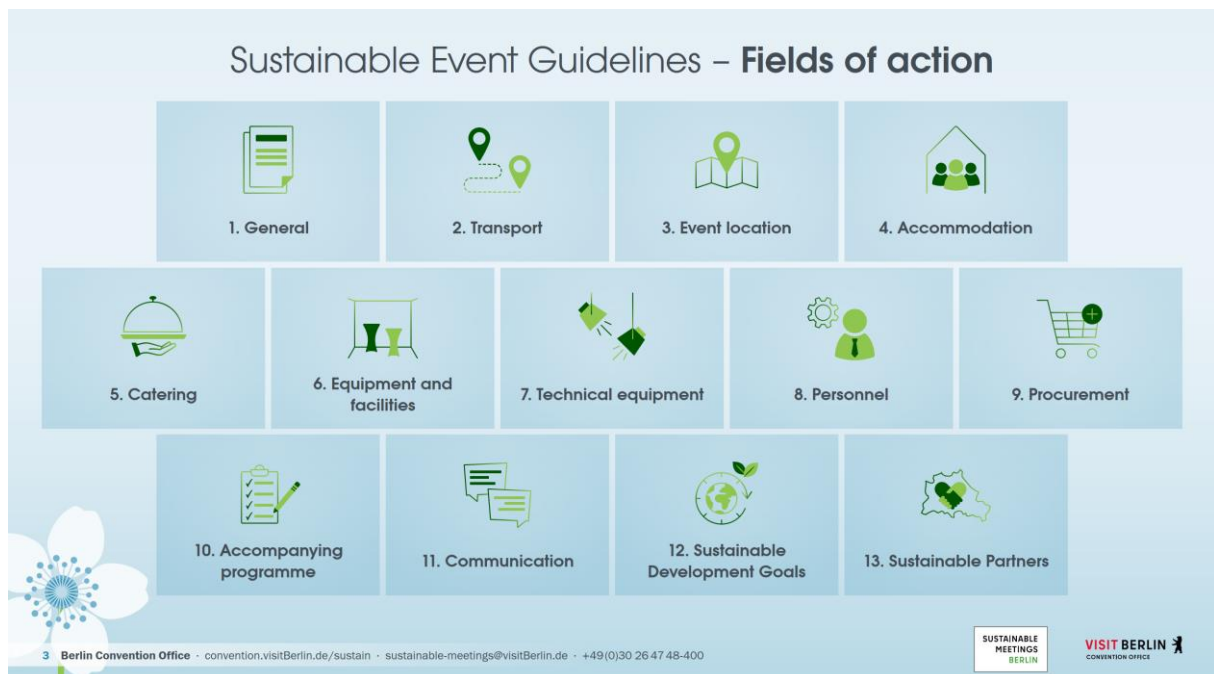 Sustainable Event Guidelines – Fields of action
1. General
2. Transport
3. Event location
4. Accommodation
5. Catering
6. Equipment and
facilities
7. Technical equipment
8. Personnel
9. Procurement
10. Accompanying
programme
11. Communication
12. Sustainable
Development Goals
13. Sustainable Partners
3 Berlin Convention Office · convention.visitBerlin.de/sustain · sustainable-meetings@visitBerlin.de · +49(0)30 26 47 48-400
SUSTAINABLE
MEETINGS
BERLIN
VISIT BERLIN
CONVENTION OFFICE